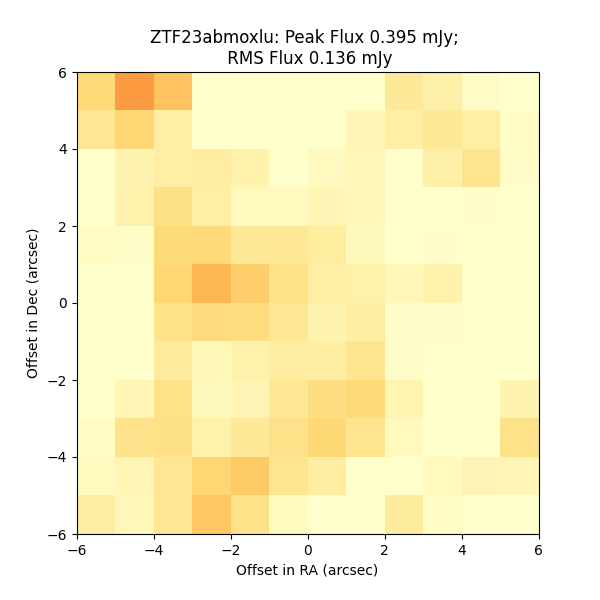 ZTF23abmoxlu: Peak Flux 0.395 mJy;
RMS Flux 0.136 mJy
6
4
2
0
−2
−4
−6
Offset in Dec (arcsec)
−6 −4 −2 0 2 4 6
Offset in RA (arcsec)